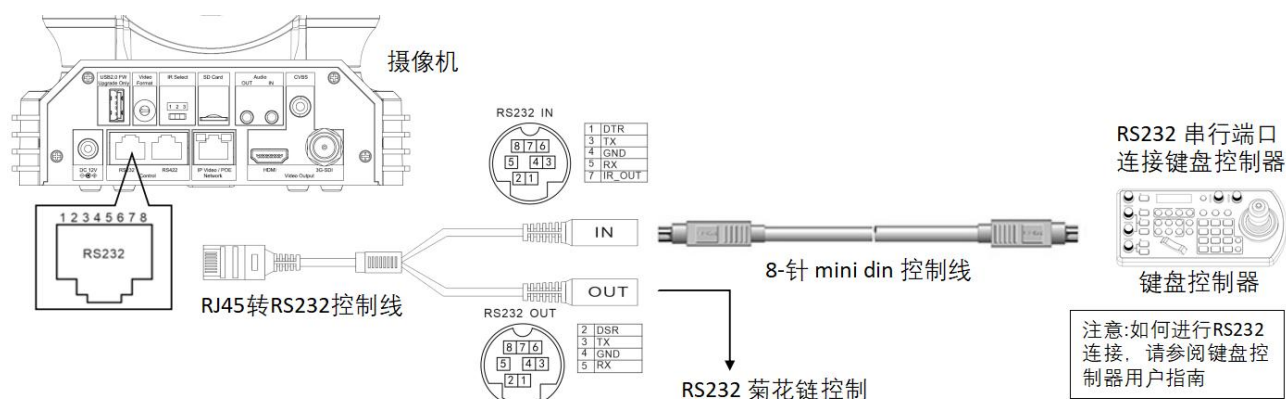 摄像机
USB2.0 FW
Upgrade Only
Video
Format
IR Select
1 2 3
SD Card
Audio
OUT IN
CVBS
DC 12V
RS232
RS422
Control
IP Video / POE
Network
HDMI
3G-SDI
Video Output
1 2 3 4 5 6 7 8
RS232
RJ45转RS232控制线
RS232 IN
8 7 6
5 4 3
2 1
1 DTR
3 TX
4 GND
5 RX
7 IR_OUT
IN
OUT
RS232 OUT
8 7 6
5 4 3
2 1
2 DSR
3 TX
4 GND
5 RX
8-针 mini din 控制线
RS232 菊花链控制
RS232 串行端口
连接键盘控制器
键盘控制器
注意:如何进行RS232
连接，请参阅键盘控
制器用户指南